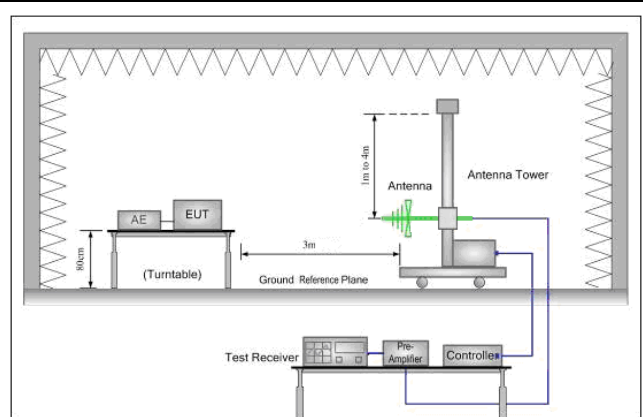 1m to 4m
Antenna
Antenna Tower
AE
EUT
3m
80cm
(Turntable)
Ground Reference Plane
Test Receiver
Pre-
Amplifier
Controller